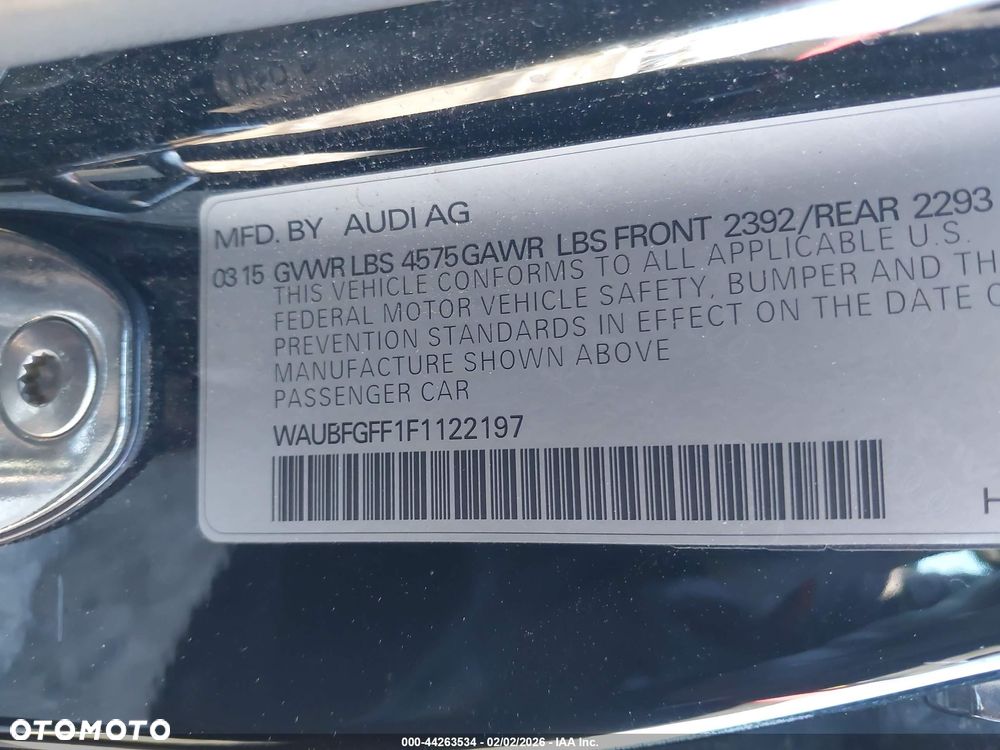 MFD. BY AUDI AG
03 15 GVWR LBS 4575 GAWR LBS FRONT 2392/REAR 2293
THIS VEHICLE CONFORMS TO ALL APPLICABLE U.S.
FEDERAL MOTOR VEHICLE SAFETY, BUMPER AND TH
PREVENTION STANDARDS IN EFFECT ON THE DATE O
MANUFACTURE SHOWN ABOVE
PASSENGER CAR
WAUBFGFF1F1122197
H
OTOMOTO
000-44263534 - 02/02/2026 - IAA Inc.